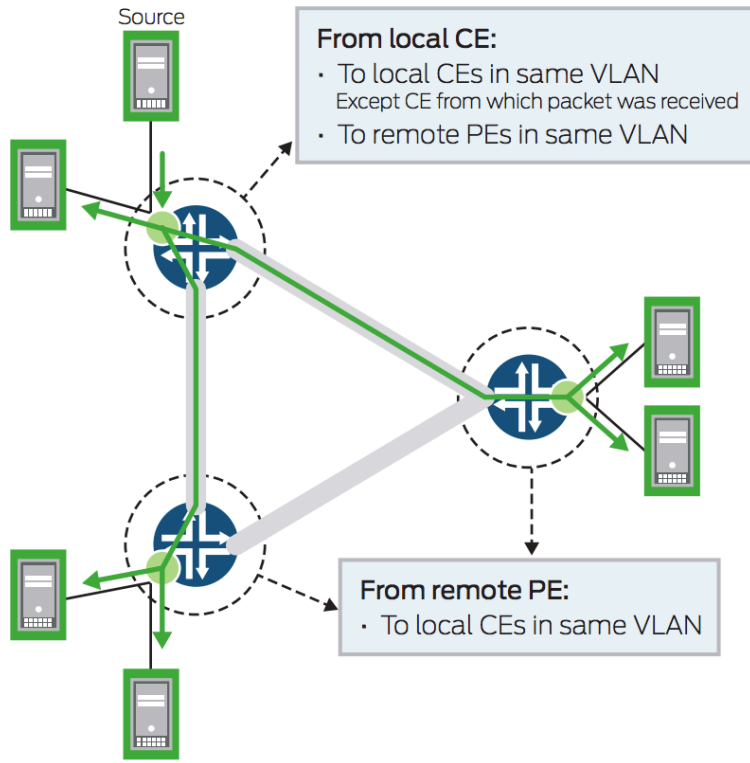 Source
From local CE:
· To local CEs in same VLAN
Except CE from which packet was received
· To remote PEs in same VLAN
From remote PE:
· To local CEs in same VLAN